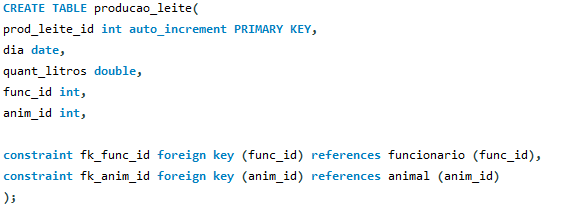 CREATE TABLE producao_leite(
prod_leite_id int auto_increment PRIMARY KEY,
dia date,
quant_litros double,
func_id int,
anim_id int,
constraint fk_func_id foreign key (func_id) references funcionario (func_id),
constraint fk_anim_id foreign key (anim_id) references animal (anim_id)
);